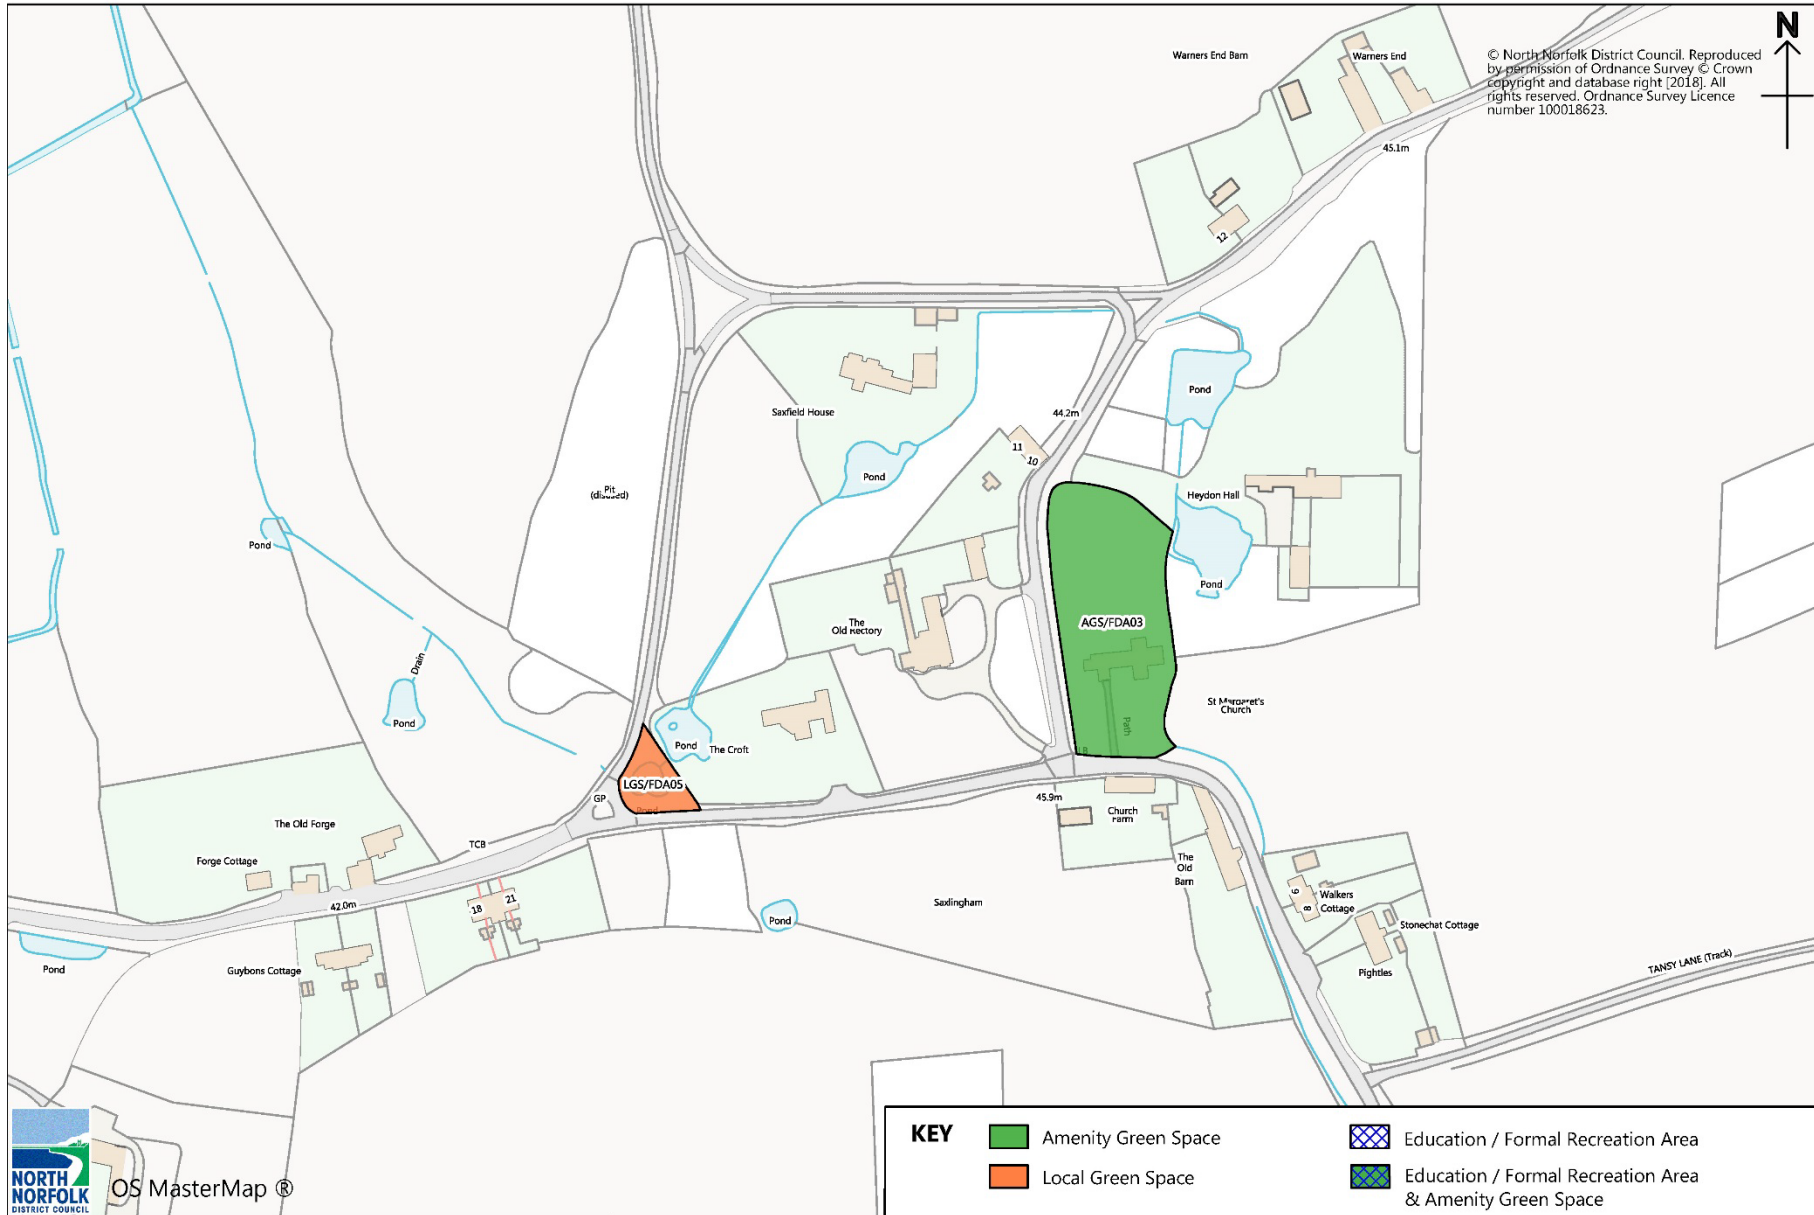 N
© North Norfolk District Council. Reproduced
by permission of Ordnance Survey © Crown
copyright and database right [2018]. All
rights reserved. Ordnance Survey Licence
number 100018623.
Warners End Barn
Warners End
45.1m
12
Pond
Saxfield House
44.2m
11
10
Pond
Pit
(disused)
Heydon Hall
Pond
Pond
AGS/FDA03
The
Old Rectory
Drain
Pond
St Margaret's
Church
Path
LB
Pond
The Croft
LGS/FDA05
Pond
GP
45.9m
Church
Farm
The Old Forge
TCB
Forge Cottage
The
Old
Barn
42.0m
18
21
Saxlingham
Pond
9
8
Walkers
Cottage
Stonechat Cottage
Pond
Guybons Cottage
Pightles
TANSY LANE (Track)
NORTH
NORFOLK
DISTRICT COUNCIL
OS MasterMap ®
KEY
Amenity Green Space
Local Green Space
Education / Formal Recreation Area
Education / Formal Recreation Area
& Amenity Green Space